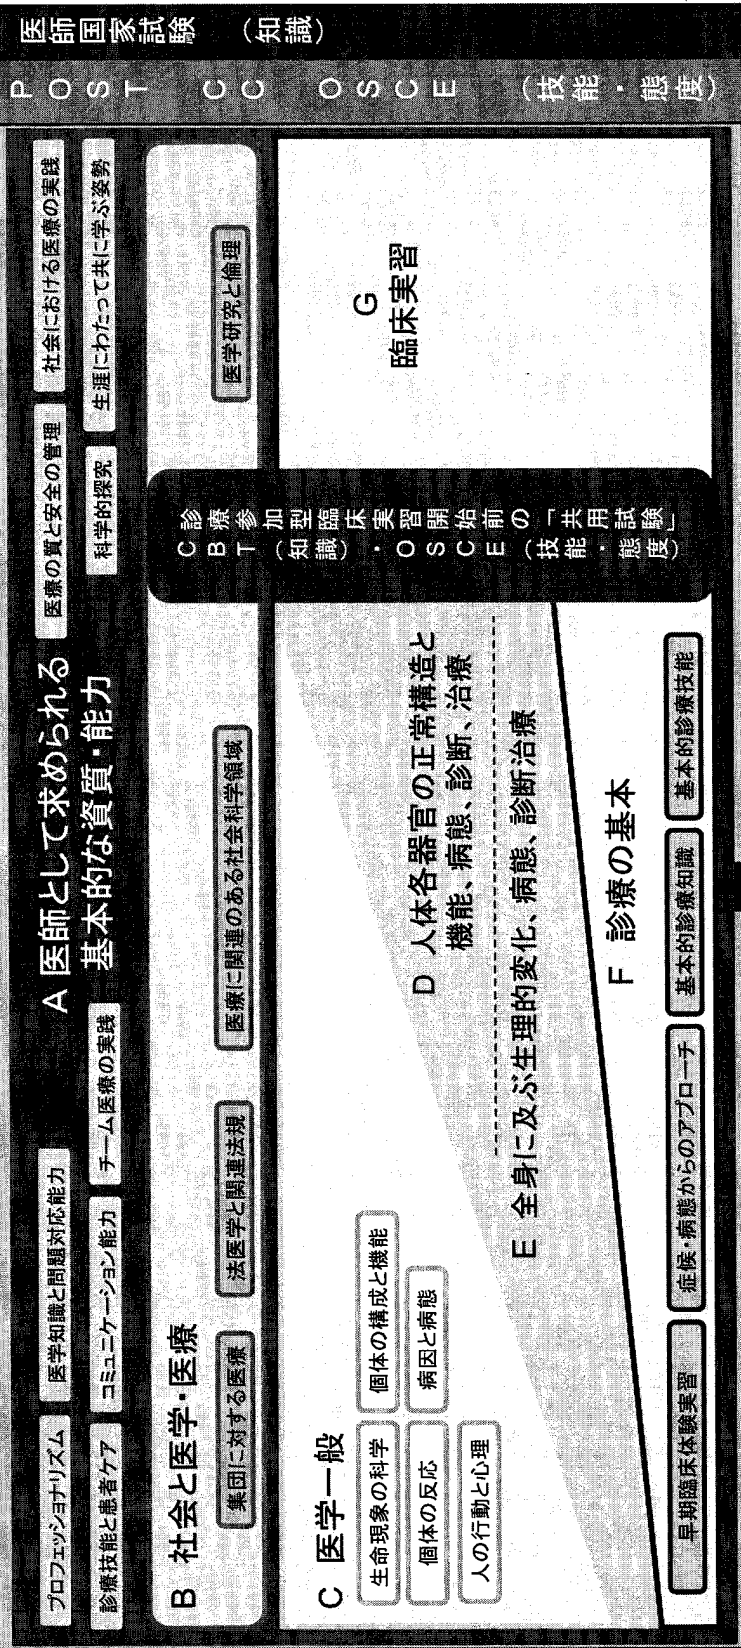 A 医師として求められる
基本的な資質・能力
プロフェッショナリズム
医学知識と問題対応能力
医療の質と安全の管理
社会における医療の実践
診療技能と患者ケア
コミュニケーション能力
チーム医療の実践
科学的探究
生涯にわたって共に学ぶ姿勢
B 社会と医学・医療
集団に対する医療
法医学と関連法規
医療に関連のある社会科学領域
医学研究と倫理
C 医学一般
生命現象の科学
個体の構成と機能
個体の反応
病因と病態
人の行動と心理
D 人体各器官の正常構造と
機能、病態、診断、治療
E 全身に及ぶ生理的変化、病態、診断治療
F 診療の基本
早期臨床体験実習
症候・病態からのアプローチ
基本的診療知識
基本的診療技能
診療参加型臨床実習開始前の「共用試験」
CBT(知識)・OSCE(技能・態度)
G
臨床実習
POST CC OSCE (技能・態度)
医師国家試験 (知識)